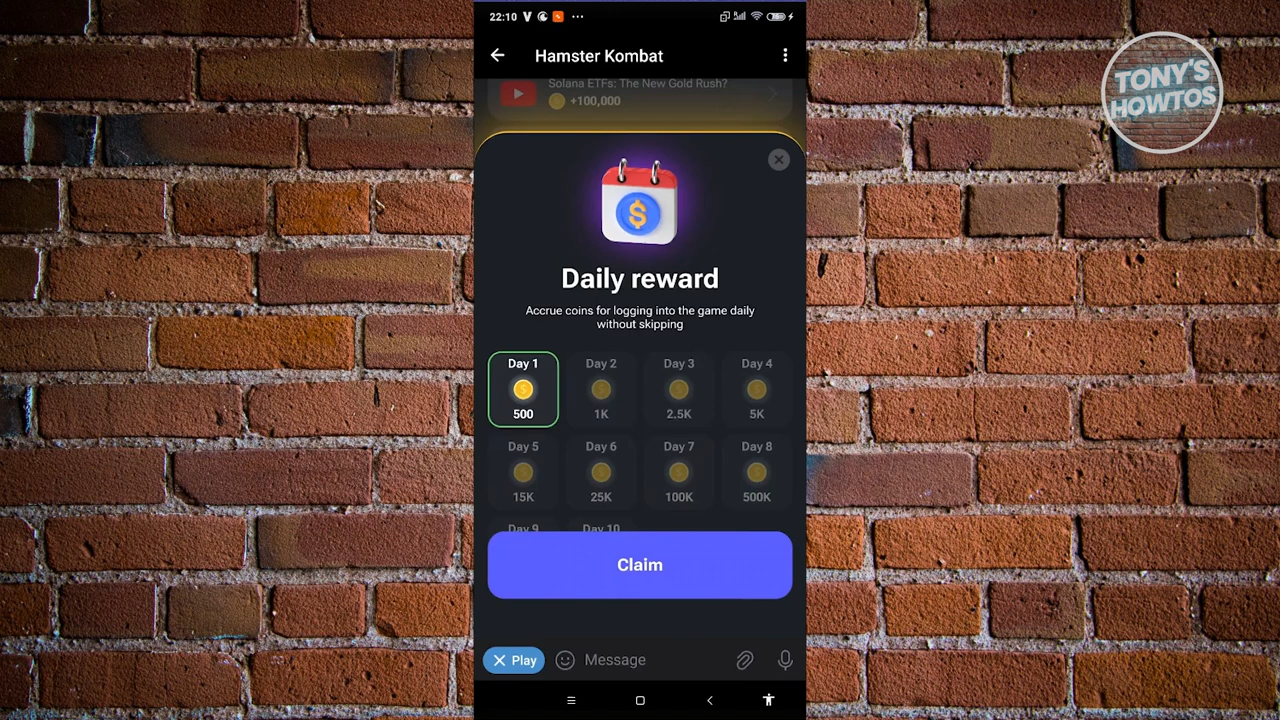 22:10
Hamster Kombat
TONY'S
HOWTOS
Solana ETFs: The New Gold Rush?
+100,000
Daily reward
Accrue coins for logging into the game daily
without skipping
Day 1
Day 2
Day 3
Day 4
500
1K
2.5K
5K
Day 5
Day 6
Day 7
Day 8
15K
25K
100K
500K
Day 9
Day 10
Claim
Play
Message